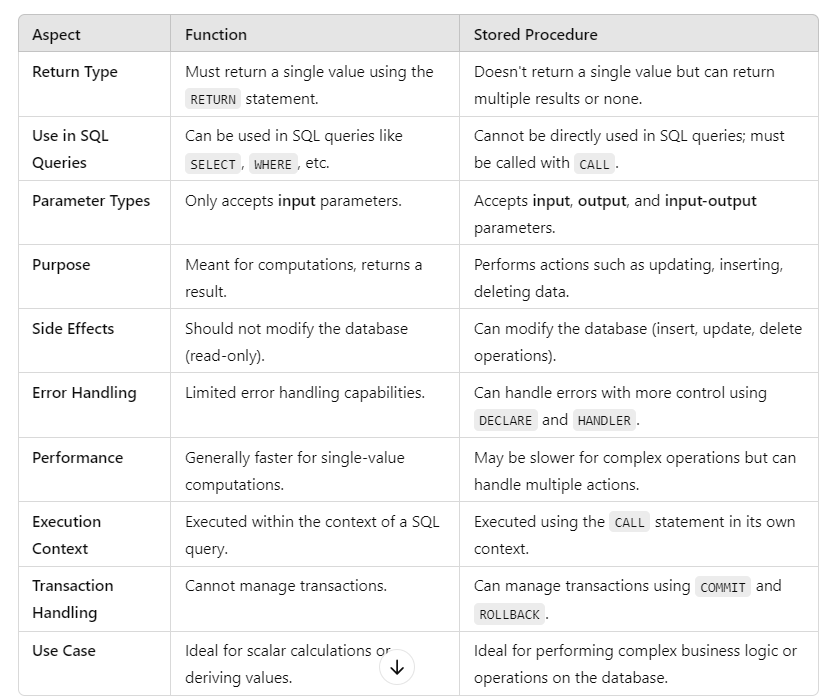 Aspect Function Stored Procedure
Return Type Must return a single value using the Doesn't return a single value but can return
RETURN statement. multiple results or none.
Use in SQL Can be used in SQL queries like Cannot be directly used in SQL queries; must
Queries SELECT, WHERE, etc. be called with CALL.
Parameter Types Only accepts input parameters. Accepts input, output, and input-output
parameters.
Purpose Meant for computations, returns a Performs actions such as updating, inserting,
result. deleting data.
Side Effects Should not modify the database Can modify the database (insert, update, delete
(read-only). operations).
Error Handling Limited error handling capabilities. Can handle errors with more control using
DECLARE and HANDLER.
Performance Generally faster for single-value May be slower for complex operations but can
computations. handle multiple actions.
Execution Executed within the context of a SQL Executed using the CALL statement in its own
Context query. context.
Transaction Cannot manage transactions. Can manage transactions using COMMIT and
Handling ROLLBACK.
Use Case Ideal for scalar calculations or Ideal for performing complex business logic or
deriving values. operations on the database.